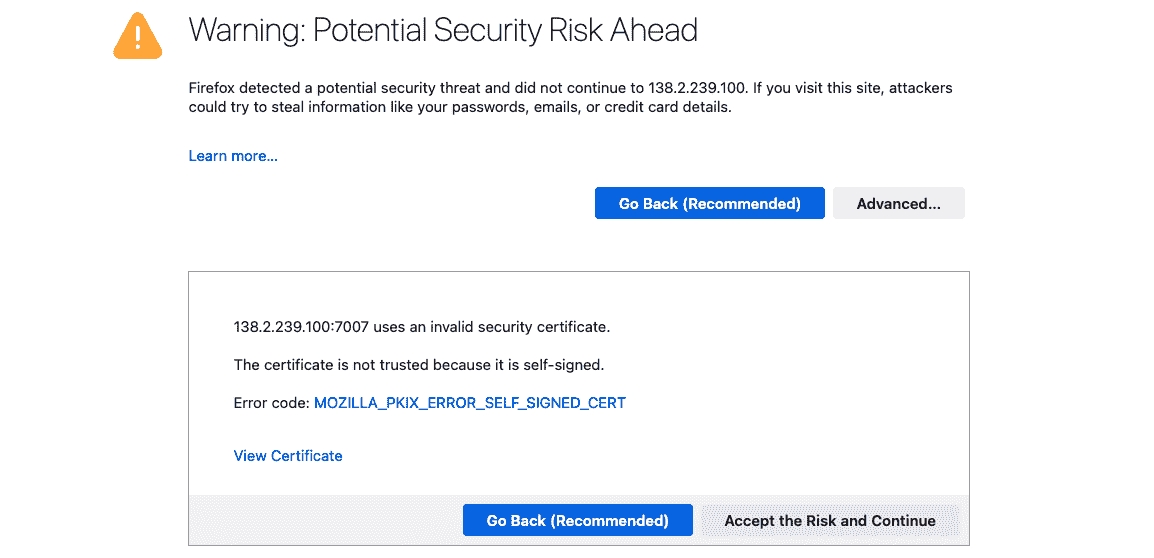 Warning: Potential Security Risk Ahead
Firefox detected a potential security threat and did not continue to 138.2.239.100. If you visit this site, attackers
could try to steal information like your passwords, emails, or credit card details.
Learn more...
Go Back (Recommended)
Advanced...
138.2.239.100:7007 uses an invalid security certificate.
The certificate is not trusted because it is self-signed.
Error code: MOZILLA_PKIX_ERROR_SELF_SIGNED_CERT
View Certificate
Go Back (Recommended)
Accept the Risk and Continue